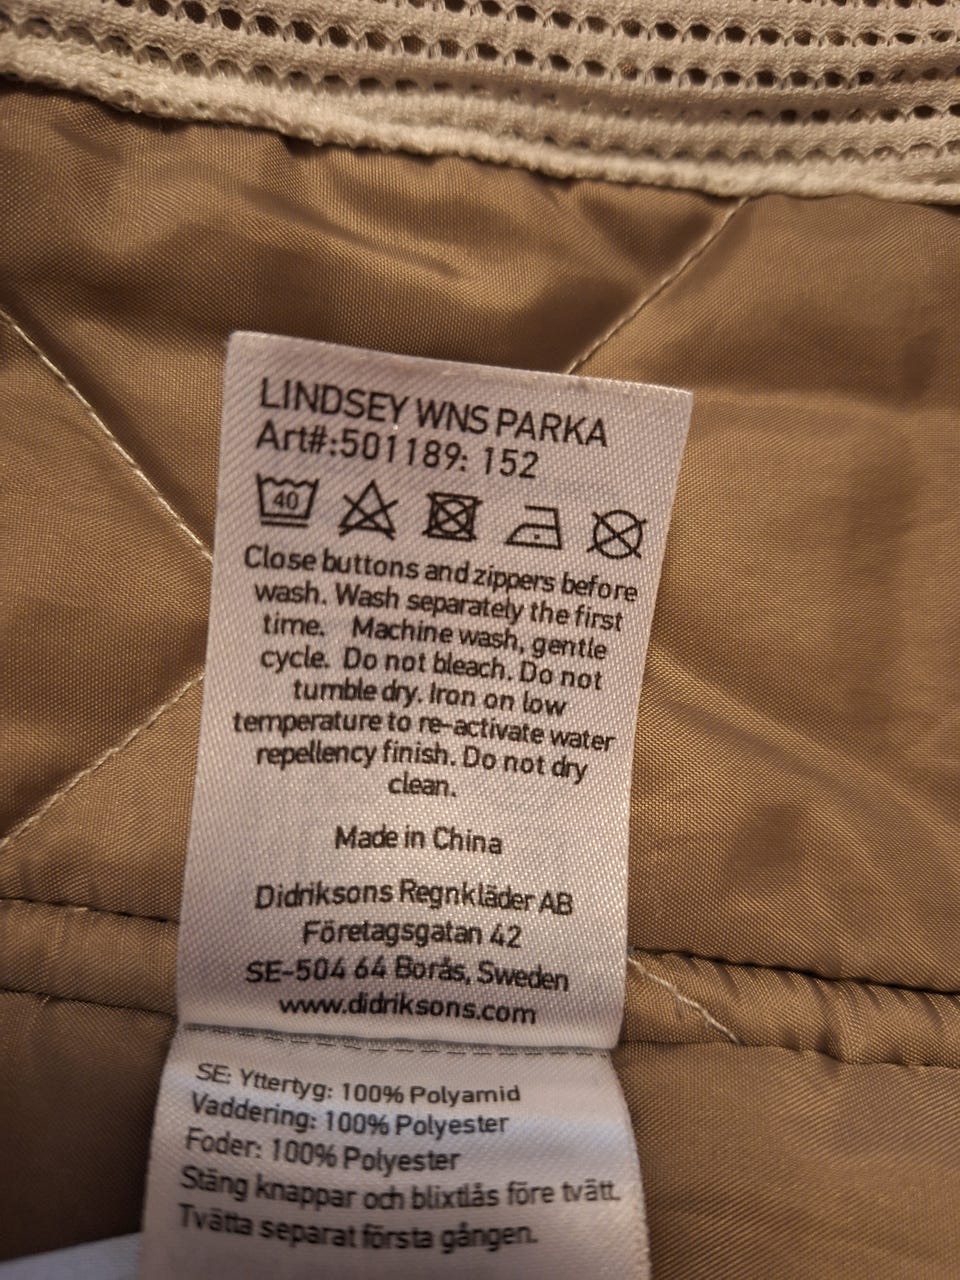 LINDSEY WNS PARKA
Art#:501189: 152
40
Close buttons and zippers before
wash. Wash separately the first
time. Machine wash, gentle
cycle. Do not bleach. Do not
tumble dry. Iron on low
temperature to re-activate water
repellency finish. Do not dry
clean.
Made in China
Didriksons Regnkläder AB
Företagsgatan 42
SE-504 64 Borås, Sweden
www.didriksons.com
SE: Yttertyg: 100% Polyamid
Vaddering: 100% Polyester
Foder: 100% Polyester
Stäng knappar och blixtlås före tvätt.
Tvätta separat första gången.